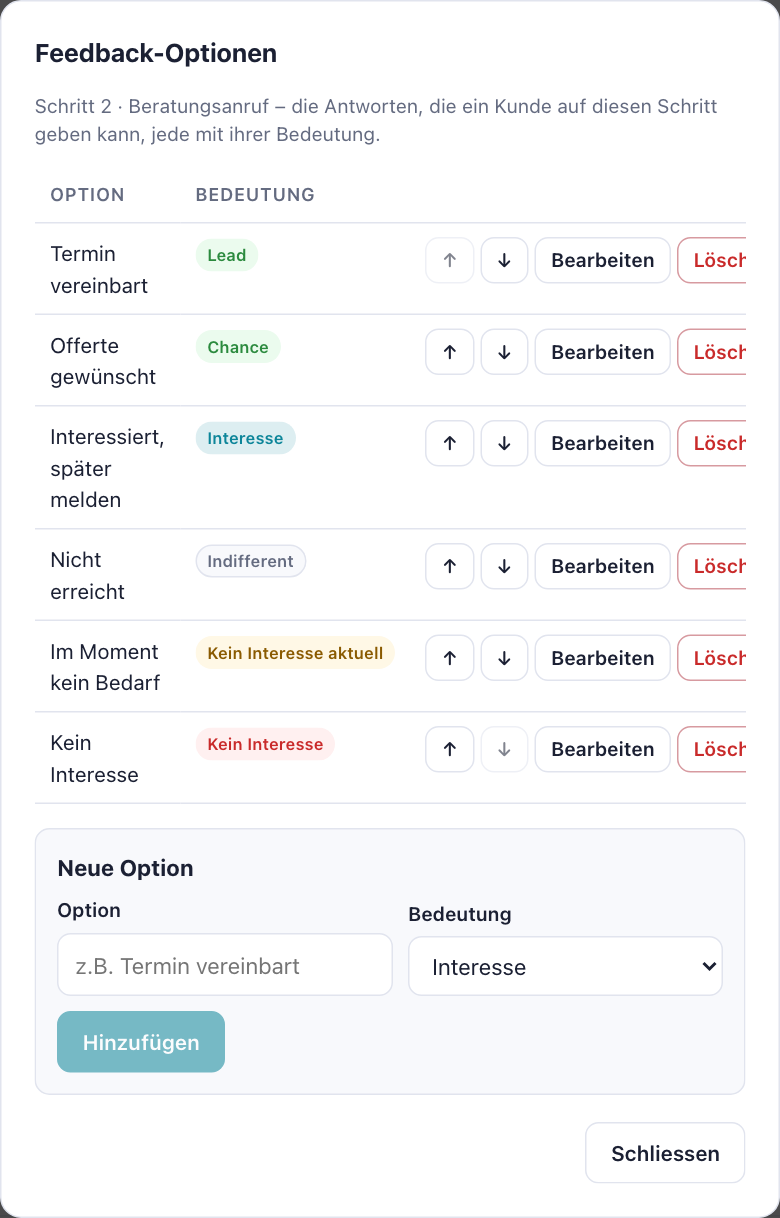 Feedback-Optionen
Schritt 2 · Beratungsanruf – die Antworten, die ein Kunde auf diesen Schritt
geben kann, jede mit ihrer Bedeutung.
OPTION BEDEUTUNG
Termin
vereinbart
Lead ↑ ↓ Bearbeiten Lösch
Offerte
gewünscht
Chance ↑ ↓ Bearbeiten Lösch
Interessiert,
später
melden
Interesse ↑ ↓ Bearbeiten Lösch
Nicht
erreicht
Indifferent ↑ ↓ Bearbeiten Lösch
Im Moment
kein Bedarf
Kein Interesse aktuell ↑ ↓ Bearbeiten Lösch
Kein
Interesse
Kein Interesse ↑ ↓ Bearbeiten Lösch
Neue Option
Option
z.B. Termin vereinbart
Bedeutung
Interesse
Hinzufügen
Schliessen